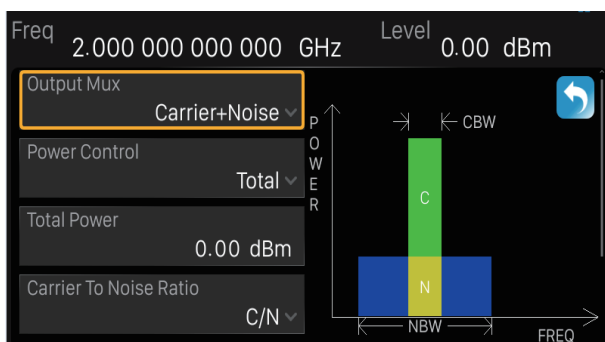 Freq 2.000 000 000 000 GHz Level 0.00 dBm
Output Mux
Carrier+Noise
Power Control
Total
Total Power
0.00 dBm
Carrier To Noise Ratio
C/N
POWER
CBW
C
N
NBW
FREQ